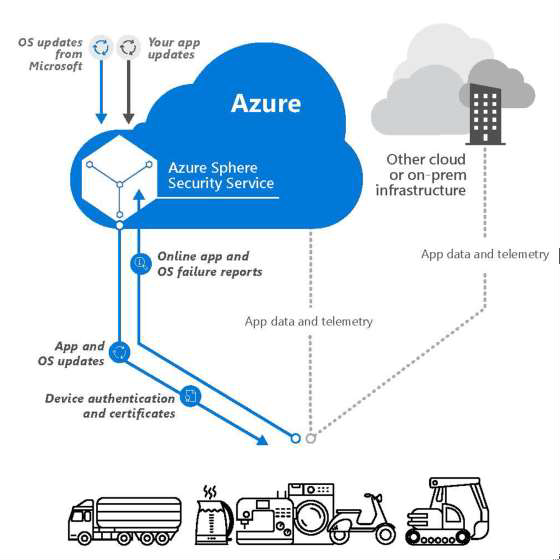 OS updates
from
Microsoft
Your app
updates
Azure
Azure Sphere
Security Service
Other cloud
or on-prem
infrastructure
Online app and
OS failure reports
App data and telemetry
App data and telemetry
App and
OS updates
Device authentication
and certificates